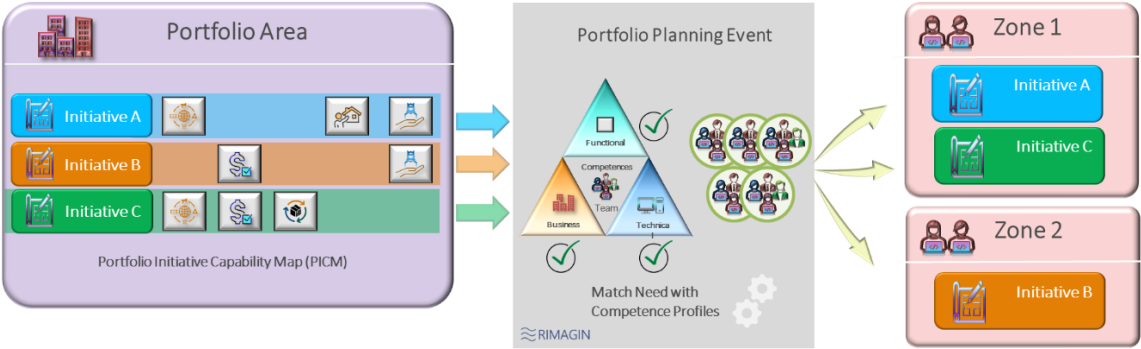 Portfolio Area
Initiative A
Initiative B
Initiative C
Portfolio Initiative Capability Map (PICM)
Portfolio Planning Event
Functional
Competences
Team
Business
Technica
Match Need with
Competence Profiles
RIMAGIN
Zone 1
Initiative A
Initiative C
Zone 2
Initiative B